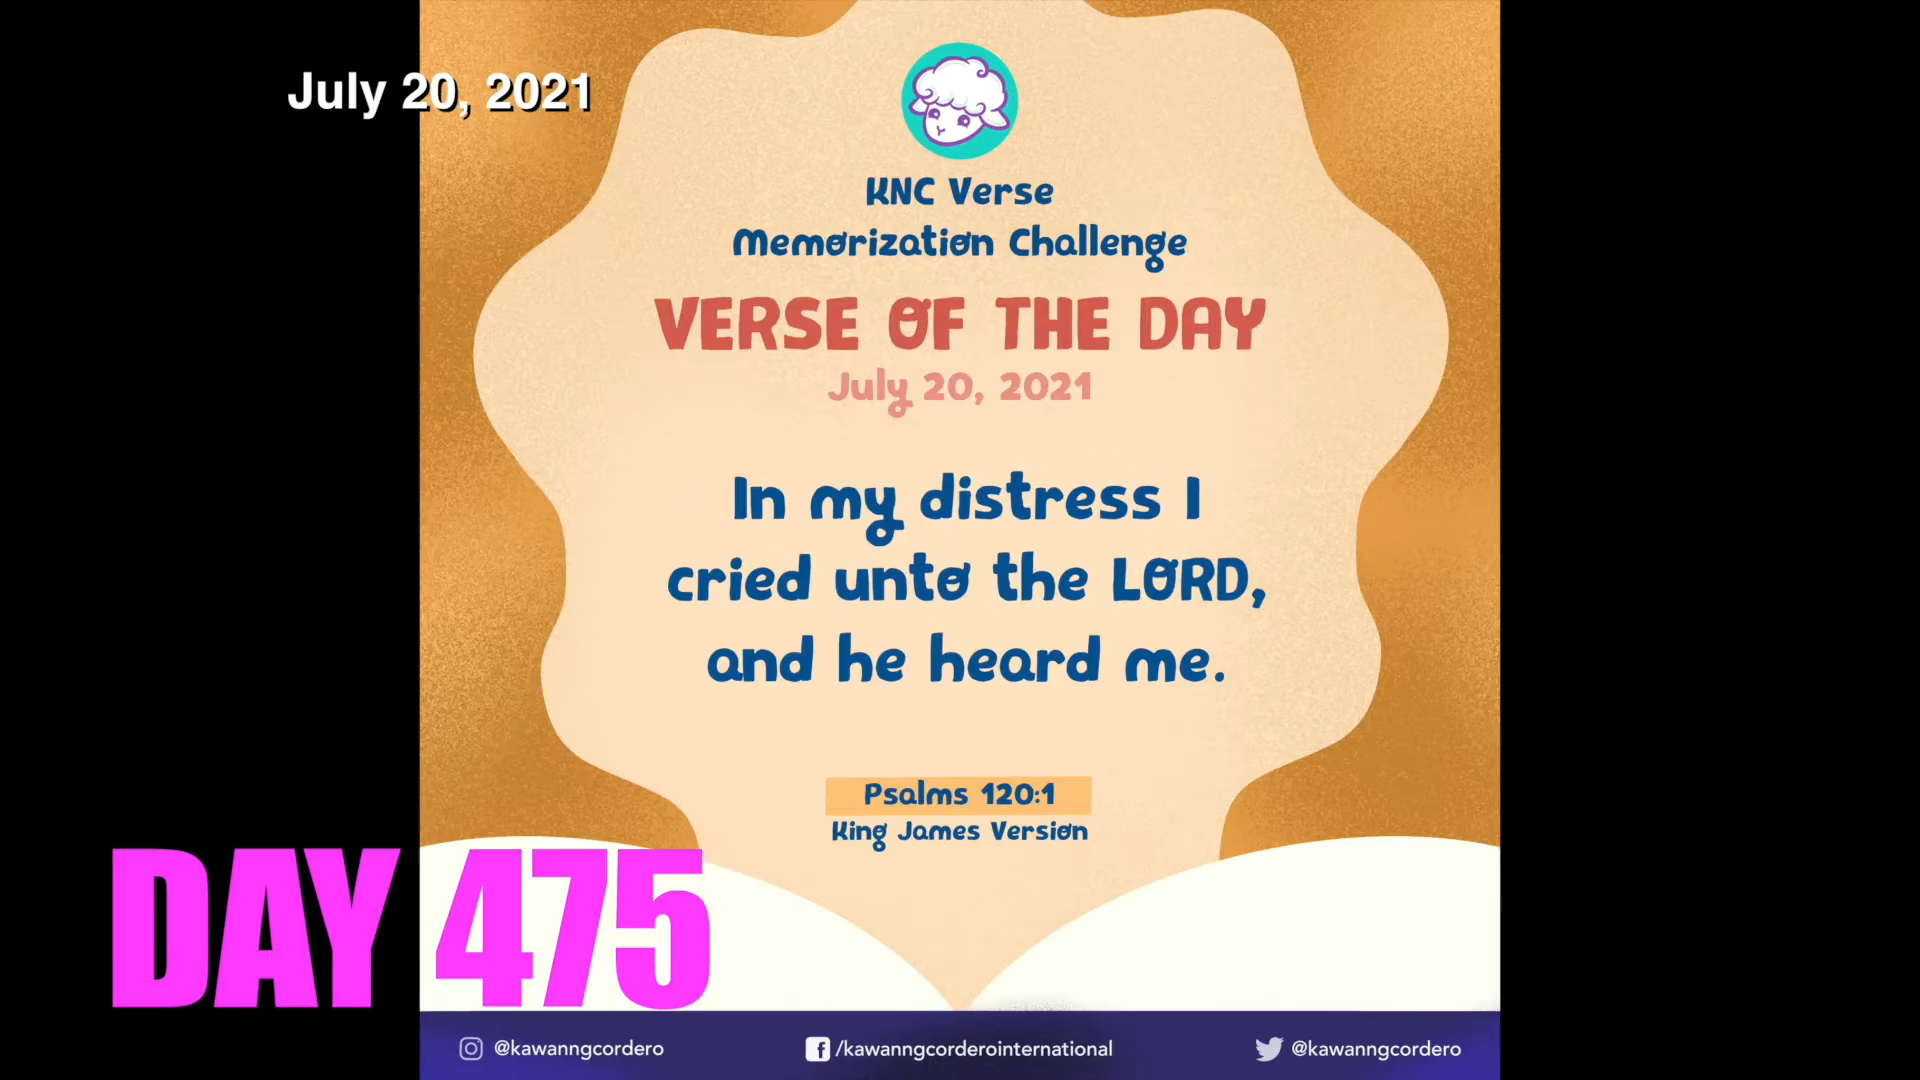 July 20, 2021
KNC Verse
Memorization Challenge
VERSE OF THE DAY
July 20, 2021
In my distress I
cried unto the LORD,
and he heard me.
Psalms 120:1
King James Version
DAY 475
@kawanngcordero
/kawanngcorderointernational
@kawanngcordero